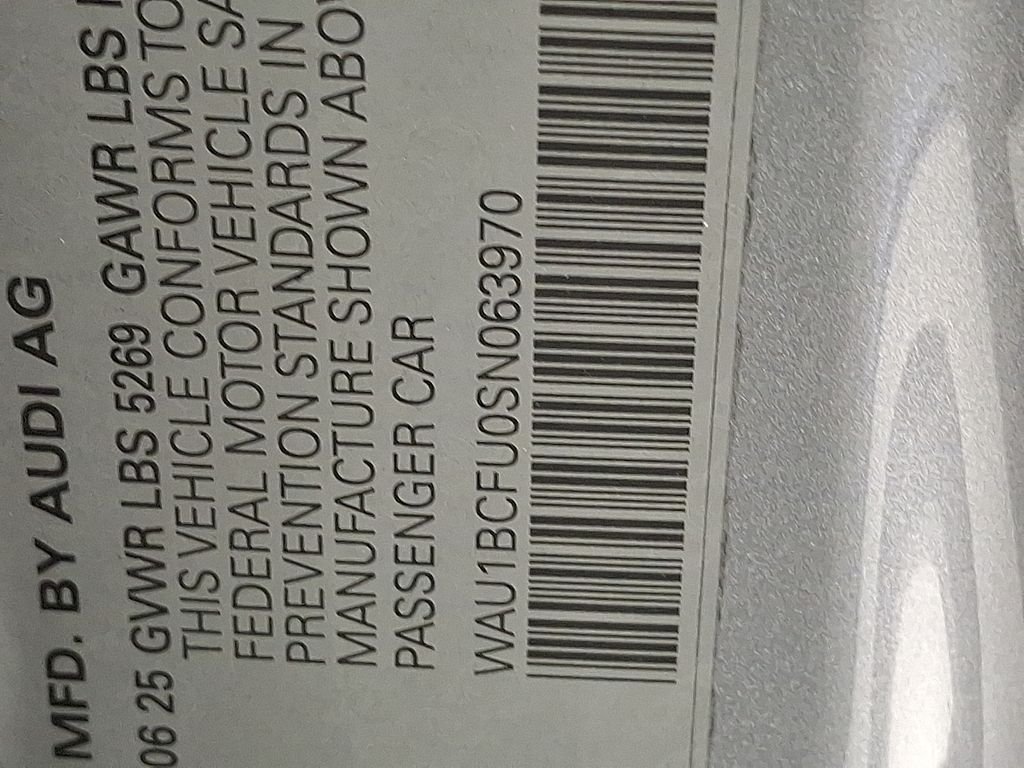 MFD. BY AUDI AG
06 25 GVWR LBS 5269 GAWR LBS
THIS VEHICLE CONFORMS TO
FEDERAL MOTOR VEHICLE SA
PREVENTION STANDARDS IN
MANUFACTURE SHOWN ABO
PASSENGER CAR
WAU1BCFU0SN063970